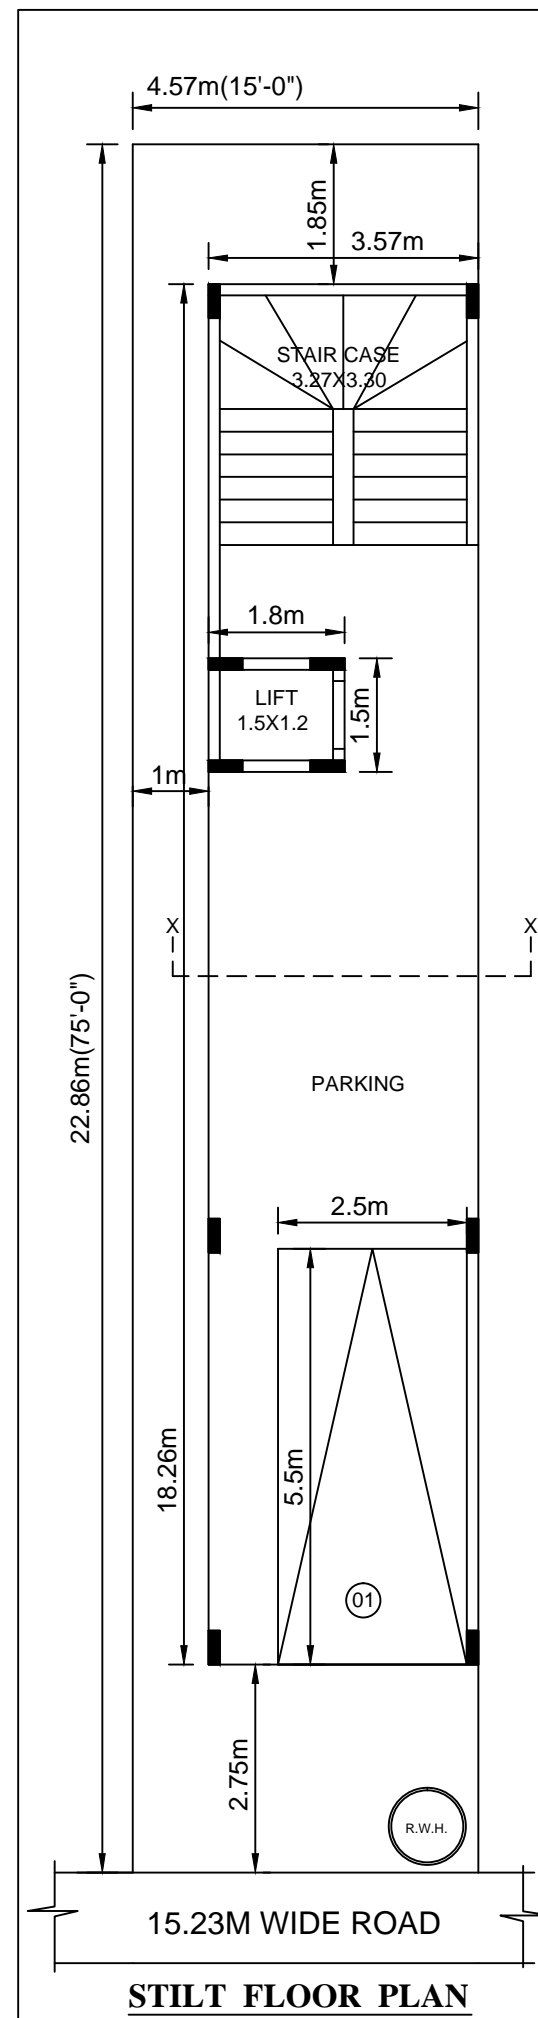 4.57m(15'-0")
1.85m
3.57m
STAIR CASE
3.27X3.30
1.8m
LIFT
1.5X1.2
1.5m
1m
X
X
22.86m(75'-0")
PARKING
2.5m
18.26m
5.5m
01
2.75m
R.W.H.
15.23M WIDE ROAD
STILT FLOOR PLAN